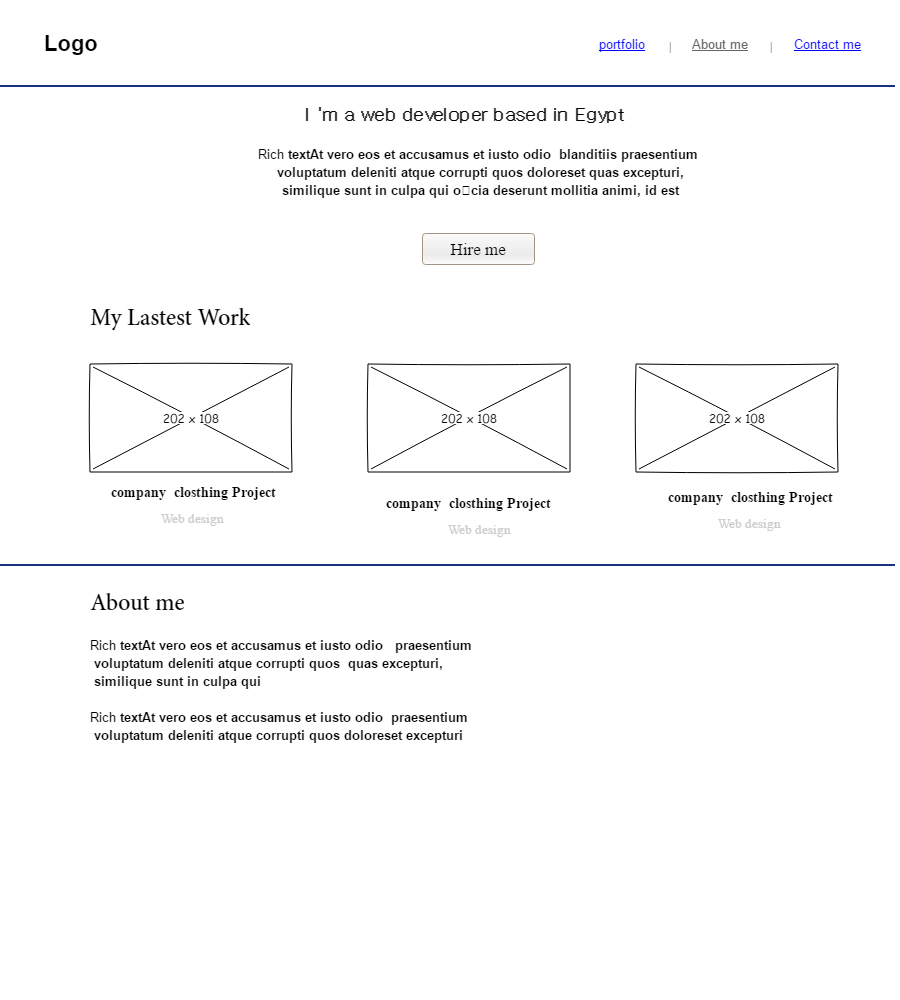 Logo
portfolio | About me | Contact me
I 'm a web developer based in Egypt
Rich textAt vero eos et accusamus et iusto odio  blanditiis praesentium
voluptatum deleniti atque corrupti quos doloreset quas excepturi,
similique sunt in culpa qui o□cia deserunt mollitia animi, id est
Hire me
My Lastest Work
202 x 108
202 x 108
202 x 108
company  closthing Project
Web design
company  closthing Project
Web design
company  closthing Project
Web design
About me
Rich textAt vero eos et accusamus et iusto odio   praesentium
voluptatum deleniti atque corrupti quos  quas excepturi,
similique sunt in culpa qui
Rich textAt vero eos et accusamus et iusto odio  praesentium
voluptatum deleniti atque corrupti quos doloreset excepturi